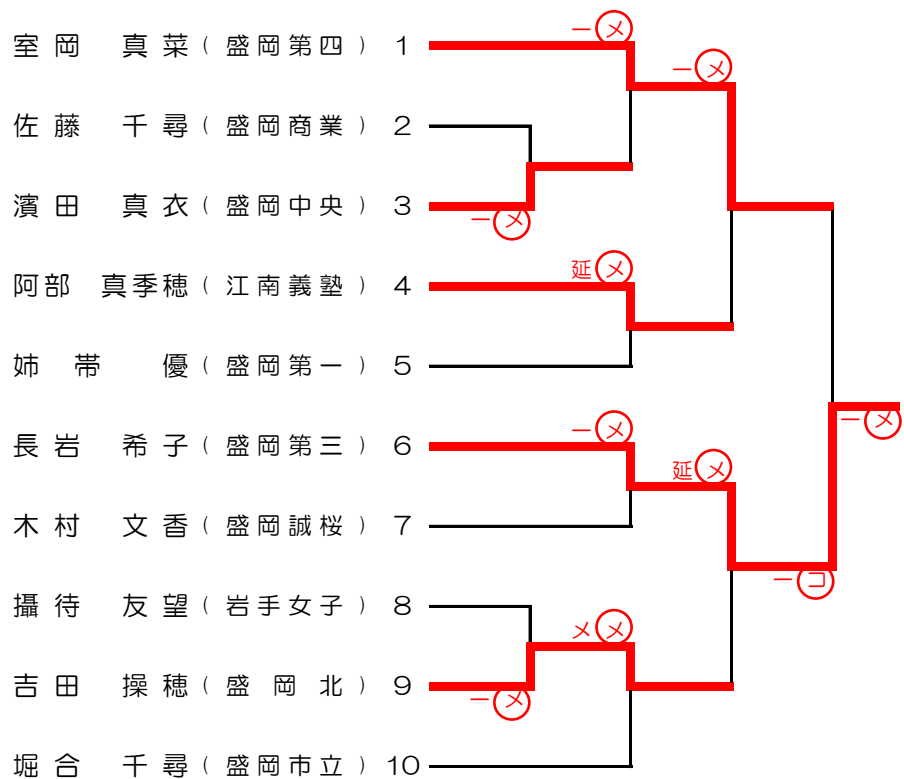 一メ
室岡 真菜(盛岡第四) 1
一メ
佐藤 千尋(盛岡商業) 2
濱田 真衣(盛岡中央) 3
一メ
延メ
阿部 真季穂(江南義塾) 4
姉帯 優(盛岡第一) 5
一メ
一メ
長岩 希子(盛岡第三) 6
延メ
木村 文香(盛岡誠桜) 7
一コ
攝待 友望(岩手女子) 8
メメ
吉田 操穂(盛岡北) 9
一メ
堀合 千尋(盛岡市立) 10